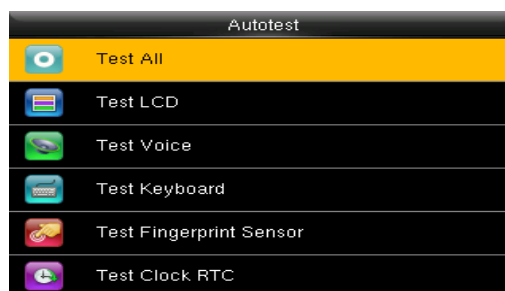 Autotest
Test All
Test LCD
Test Voice
Test Keyboard
Test Fingerprint Sensor
Test Clock RTC